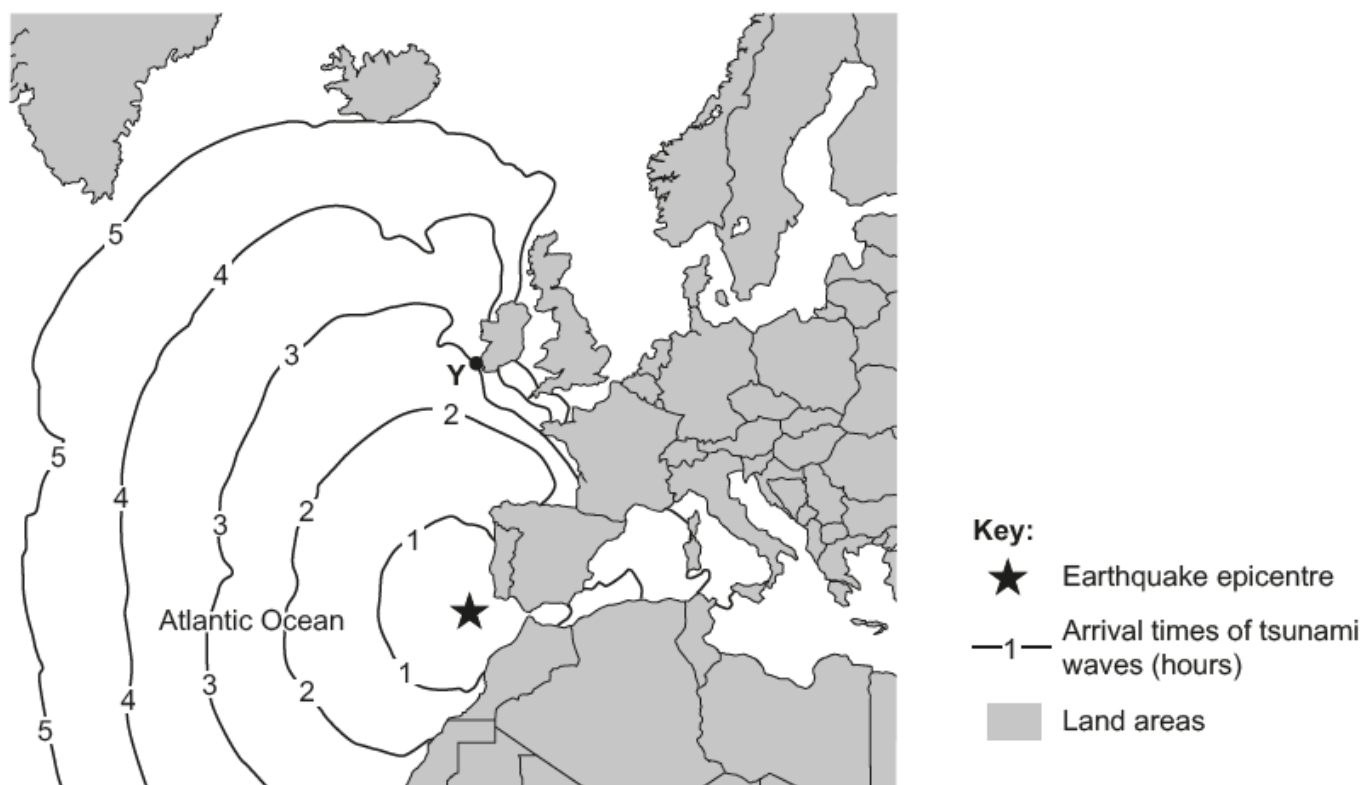 5
4
3
Y
2
5
4
3
2
1
Atlantic Ocean
1
3
2
4
5
Key:
Earthquake epicentre
1
Arrival times of tsunami
waves (hours)
Land areas